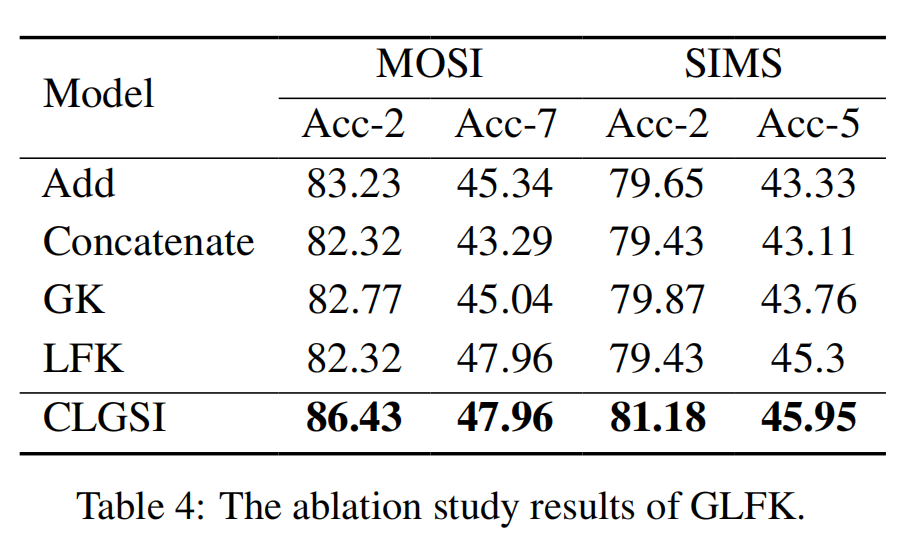 Model MOSI SIMS
Acc-2 Acc-7 Acc-2 Acc-5
Add 83.23 45.34 79.65 43.33
Concatenate 82.32 43.29 79.43 43.11
GK 82.77 45.04 79.87 43.76
LFK 82.32 47.96 79.43 45.3
CLGSI 86.43 47.96 81.18 45.95
Table 4: The ablation study results of GLFK.